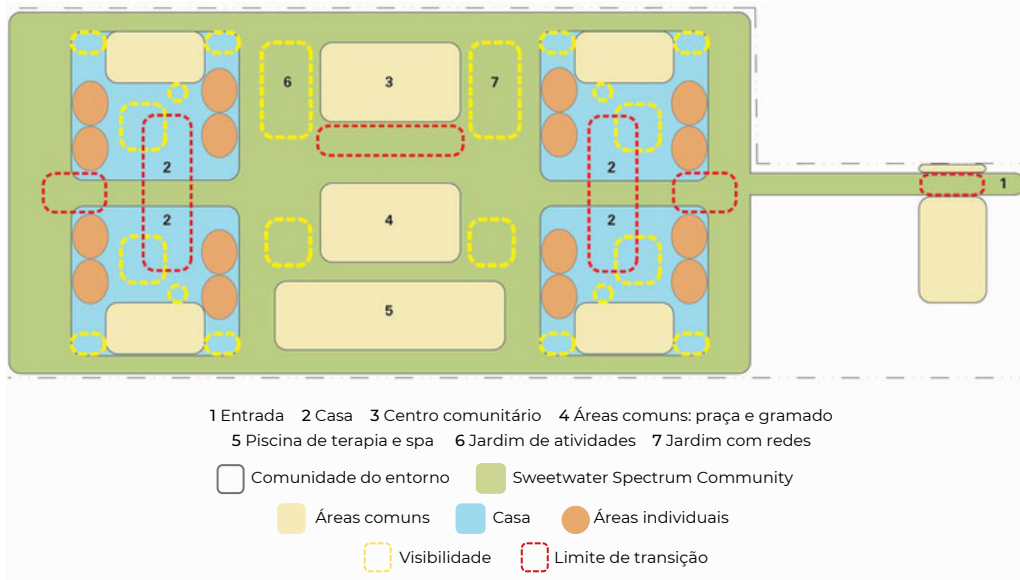 6
3
7
2
2
1
2
2
4
5
1 Entrada 2 Casa 3 Centro comunitário 4 Áreas comuns: praça e gramado
5 Piscina de terapia e spa 6 Jardim de atividades 7 Jardim com redes
Comunidade do entorno Sweetwater Spectrum Community
Áreas comuns Casa Áreas individuais
Visibilidade Limite de transição